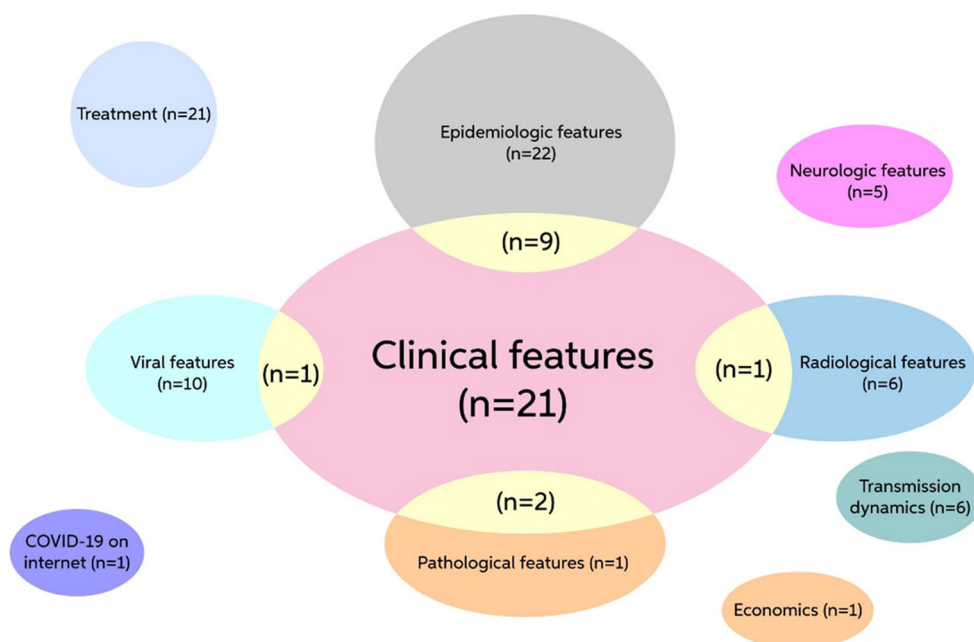 Treatment (n=21)
Epidemiologic features
(n=22)
Neurologic features
(n=5)
(n=9)
Viral features
(n=10)
(n=1)
Clinical features
(n=21)
(n=1)
Radiological features
(n=6)
(n=2)
Transmission
dynamics (n=6)
COVID-19 on
internet (n=1)
Pathological features (n=1)
Economics (n=1)